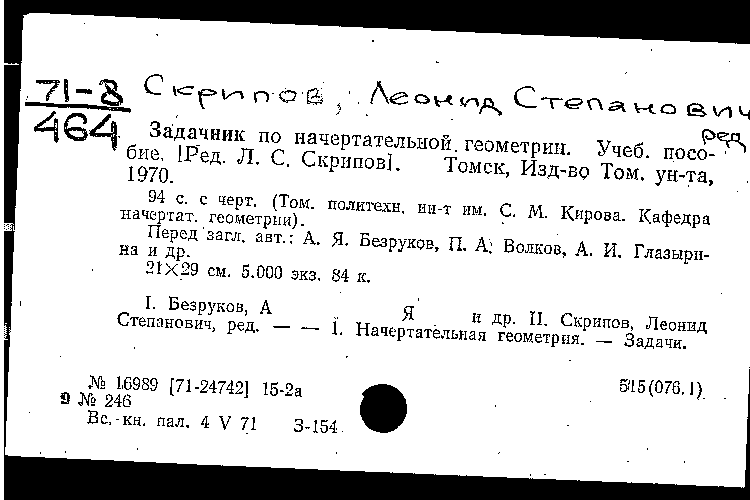 71-8
464
Скрипов, Леонид Степанович
ред
Задачник по начертательной геометрии. Учеб. посо-
бие. [Ред. Л. С. Скрипов]. Томск, Изд-во Том. ун-та,
1970.
94 с. с черт. (Том. политехн. ин-т им. С. М. Кирова. Кафедра
начертат. геометрии).
Перед загл. авт.: А. Я. Безруков, П. А. Волков, А. И. Глазыри-
на и др.
21×29 см. 5.000 экз. 84 к.
I. Безруков, А Я и др. II. Скрипов, Леонид
Степанович, ред. — — 1. Начертательная геометрия. — Задачи.
№ 16989 [71-24742] 15-2а 515(076.1)
9 № 246
Вс. кн. пал. 4 V 71 З-154